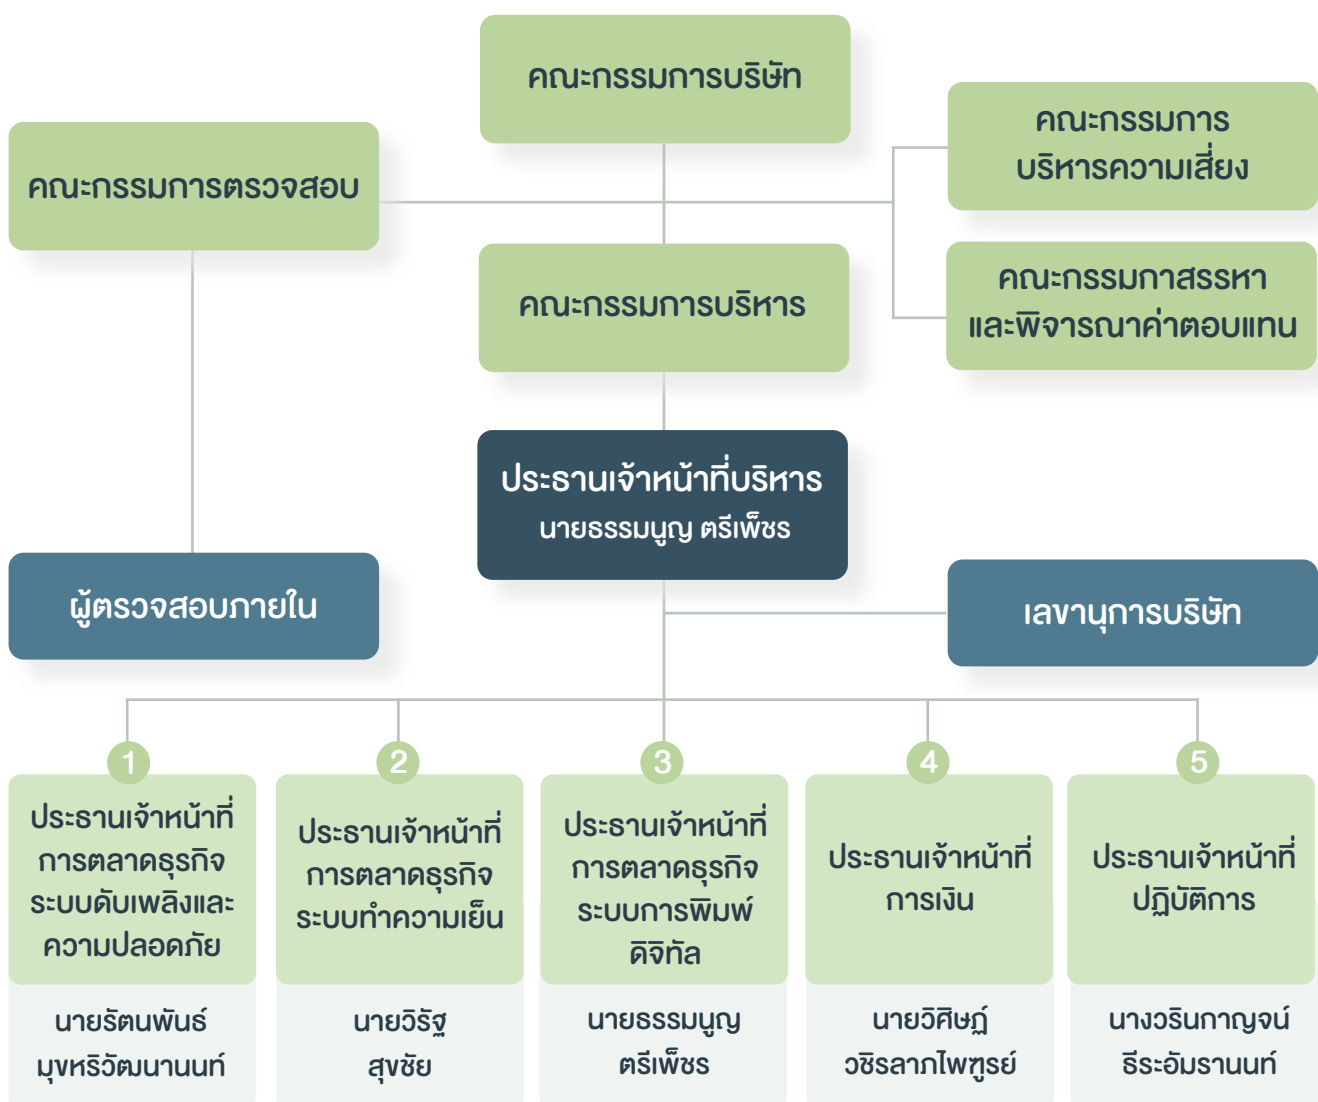 คณะกรรมการบริษัท
คณะกรรมการตรวจสอบ
คณะกรรมการ
บริหารความเสี่ยง
คณะกรรมการบริหาร
คณะกรรมกาสรรหา
และพิจารณาค่าตอบแทน
ประธานเจ้าหน้าที่บริหาร
นายธรรมนูญ ตรีเพ็ชร
ผู้ตรวจสอบภายใน
เลขานุการบริษัท
1
ประธานเจ้าหน้าที่
การตลาดธุรกิจ
ระบบดับเพลิงและ
ความปลอดภัย
นายรัตนพันธ์
มุขหริวัฒนานนท์
2
ประธานเจ้าหน้าที่
การตลาดธุรกิจ
ระบบทำความเย็น
นายวิรัฐ
สุขชัย
3
ประธานเจ้าหน้าที่
การตลาดธุรกิจ
ระบบการพิมพ์
ดิจิทัล
นายธรรมนูญ
ตรีเพ็ชร
4
ประธานเจ้าหน้าที่
การเงิน
นายวิศิษฏ์
วชิรลาภไพฑูรย์
5
ประธานเจ้าหน้าที่
ปฏิบัติการ
นางวรินกาญจน์
ธีระอัมรานนท์